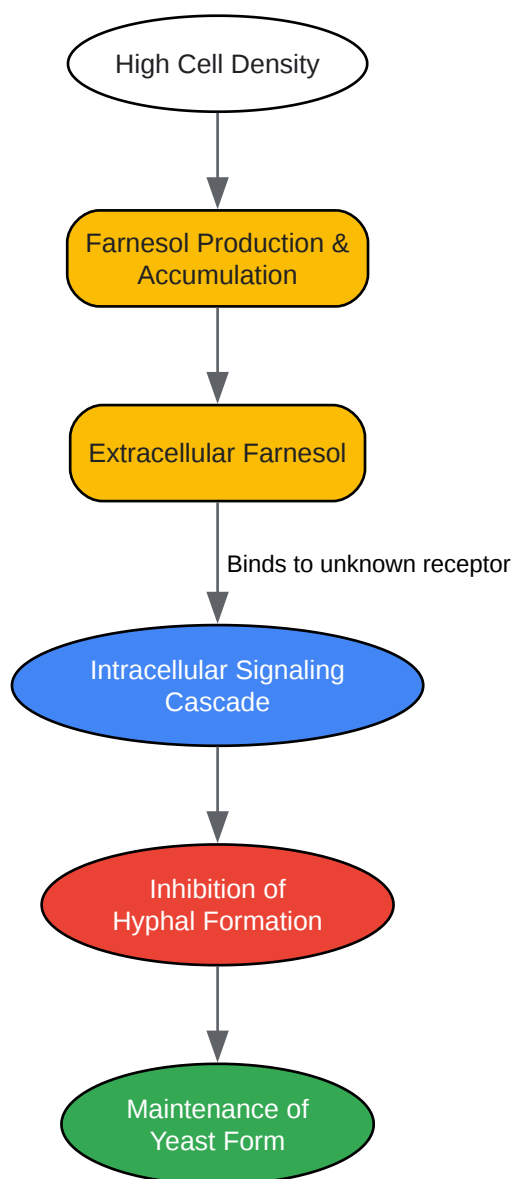 High Cell Density
Farnesol Production &
Accumulation
Extracellular Farnesol
Binds to unknown receptor
Intracellular Signaling
Cascade
Inhibition of
Hyphal Formation
Maintenance of
Yeast Form